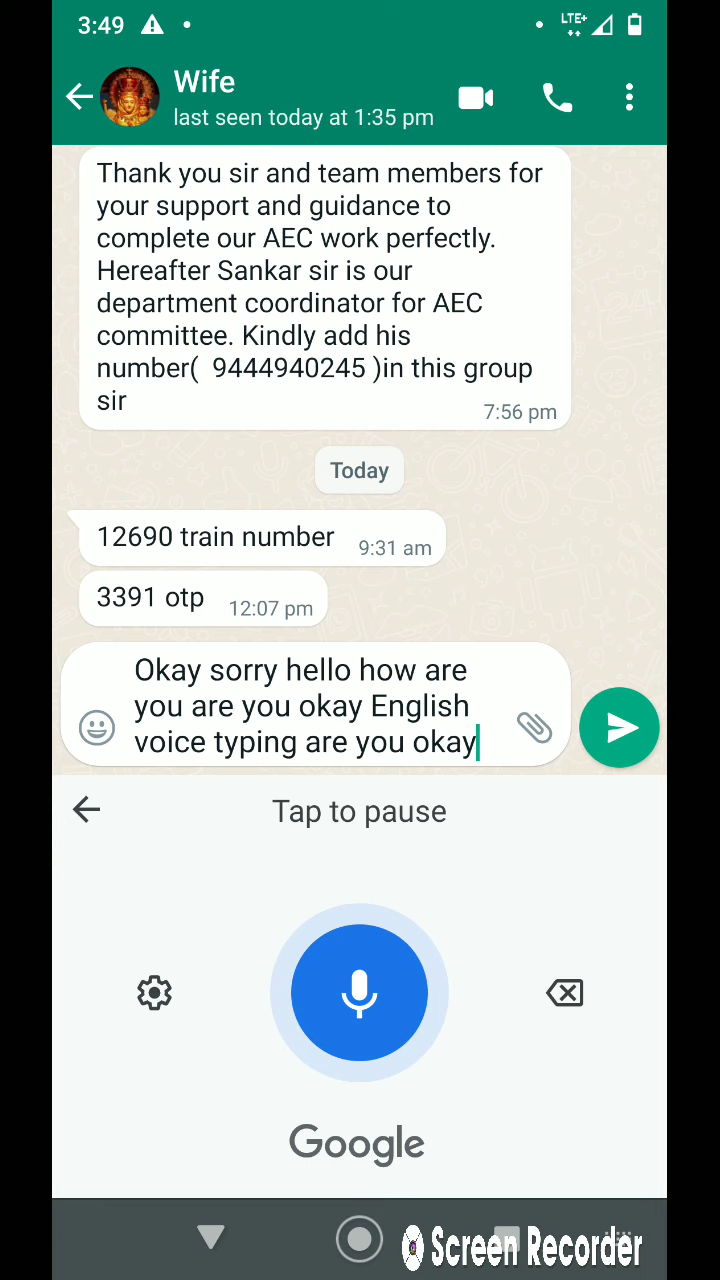 3:49
LTE+
Wife
last seen today at 1:35 pm
Thank you sir and team members for
your support and guidance to
complete our AEC work perfectly.
Hereafter Sankar sir is our
department coordinator for AEC
committee. Kindly add his
number(  9444940245 )in this group
sir
7:56 pm
Today
12690 train number
9:31 am
3391 otp
12:07 pm
Okay sorry hello how are
you are you okay English
voice typing are you okay
Tap to pause
Google
Screen Recorder